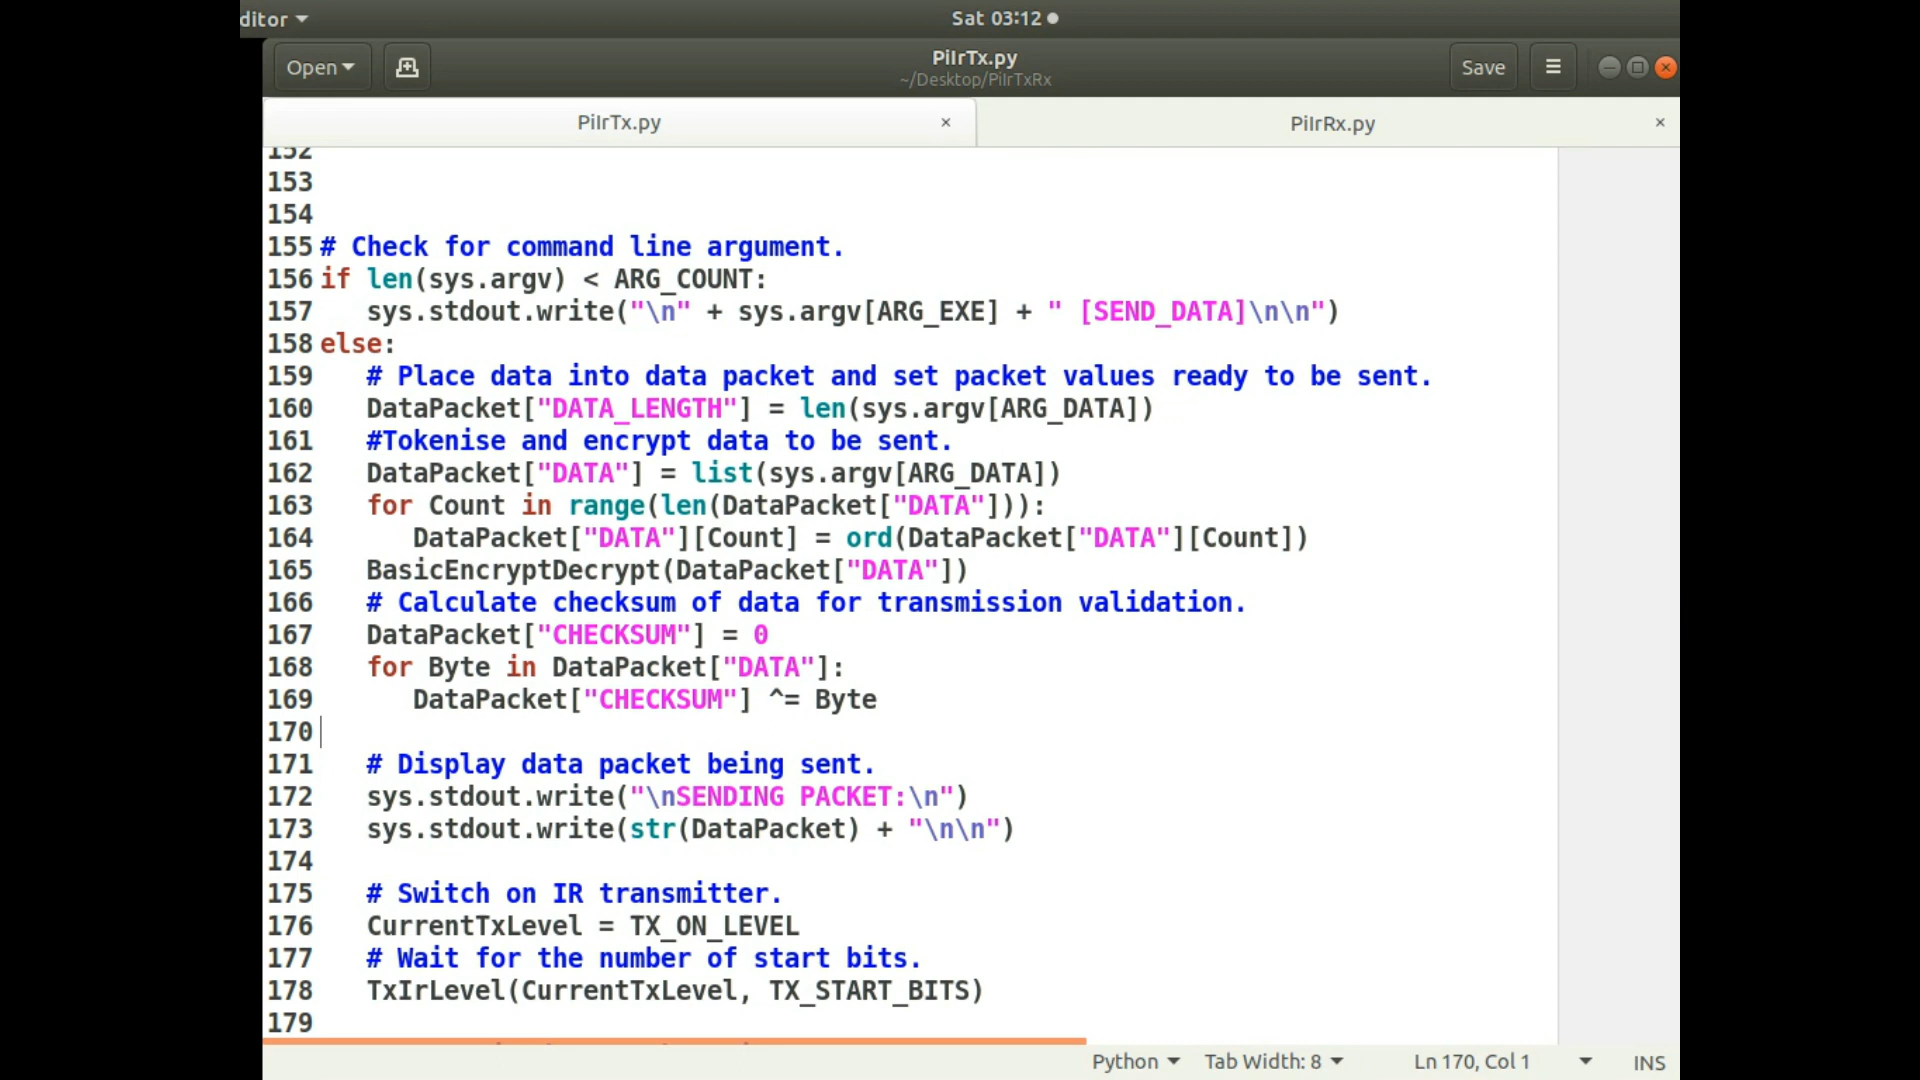 ditor
Sat 03:12
Open
PiIrTx.py
~/Desktop/PiIrTxRx
Save
PiIrTx.py ×
PiIrRx.py ×
152
153
154
155 # Check for command line argument.
156 if len(sys.argv) < ARG_COUNT:
157    sys.stdout.write("\n" + sys.argv[ARG_EXE] + " [SEND_DATA]\n\n")
158 else:
159    # Place data into data packet and set packet values ready to be sent.
160    DataPacket["DATA_LENGTH"] = len(sys.argv[ARG_DATA])
161    #Tokenise and encrypt data to be sent.
162    DataPacket["DATA"] = list(sys.argv[ARG_DATA])
163    for Count in range(len(DataPacket["DATA"])):
164       DataPacket["DATA"][Count] = ord(DataPacket["DATA"][Count])
165    BasicEncryptDecrypt(DataPacket["DATA"])
166    # Calculate checksum of data for transmission validation.
167    DataPacket["CHECKSUM"] = 0
168    for Byte in DataPacket["DATA"]:
169       DataPacket["CHECKSUM"] ^= Byte
170
171    # Display data packet being sent.
172    sys.stdout.write("\nSENDING PACKET:\n")
173    sys.stdout.write(str(DataPacket) + "\n\n")
174
175    # Switch on IR transmitter.
176    CurrentTxLevel = TX_ON_LEVEL
177    # Wait for the number of start bits.
178    TxIrLevel(CurrentTxLevel, TX_START_BITS)
179
Python
Tab Width: 8
Ln 170, Col 1
INS